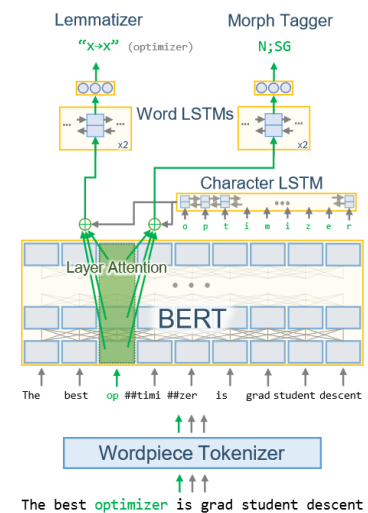 Lemmatizer Morph Tagger
“x→x” (optimizer) N;SG
... ... Word LSTMs ... ...
x2 x2
Character LSTM
...
o p t i m i z e r
Layer Attention
...
BERT
The best op ##timi ##zer is grad student descent
Wordpiece Tokenizer
The best optimizer is grad student descent